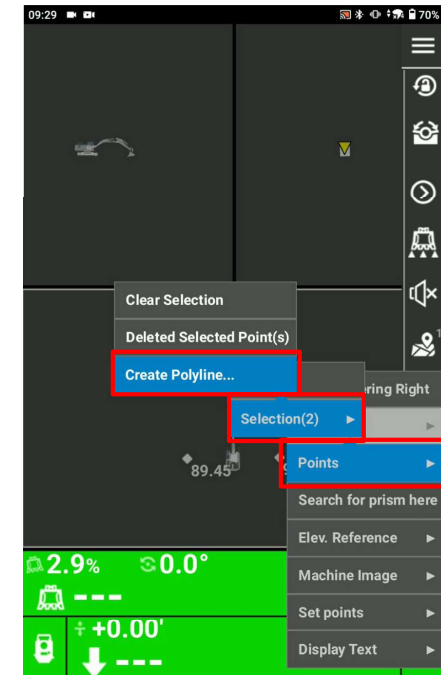 09:29
70%
Clear Selection
Deleted Selected Point(s)
Create Polyline...
ring Right
Selection(2) ►
Points ►
89.45
Search for prism here
Elev. Reference ►
Machine Image ►
Set points ►
Display Text ►
2.9% 0.0°
---
+0.00'
---